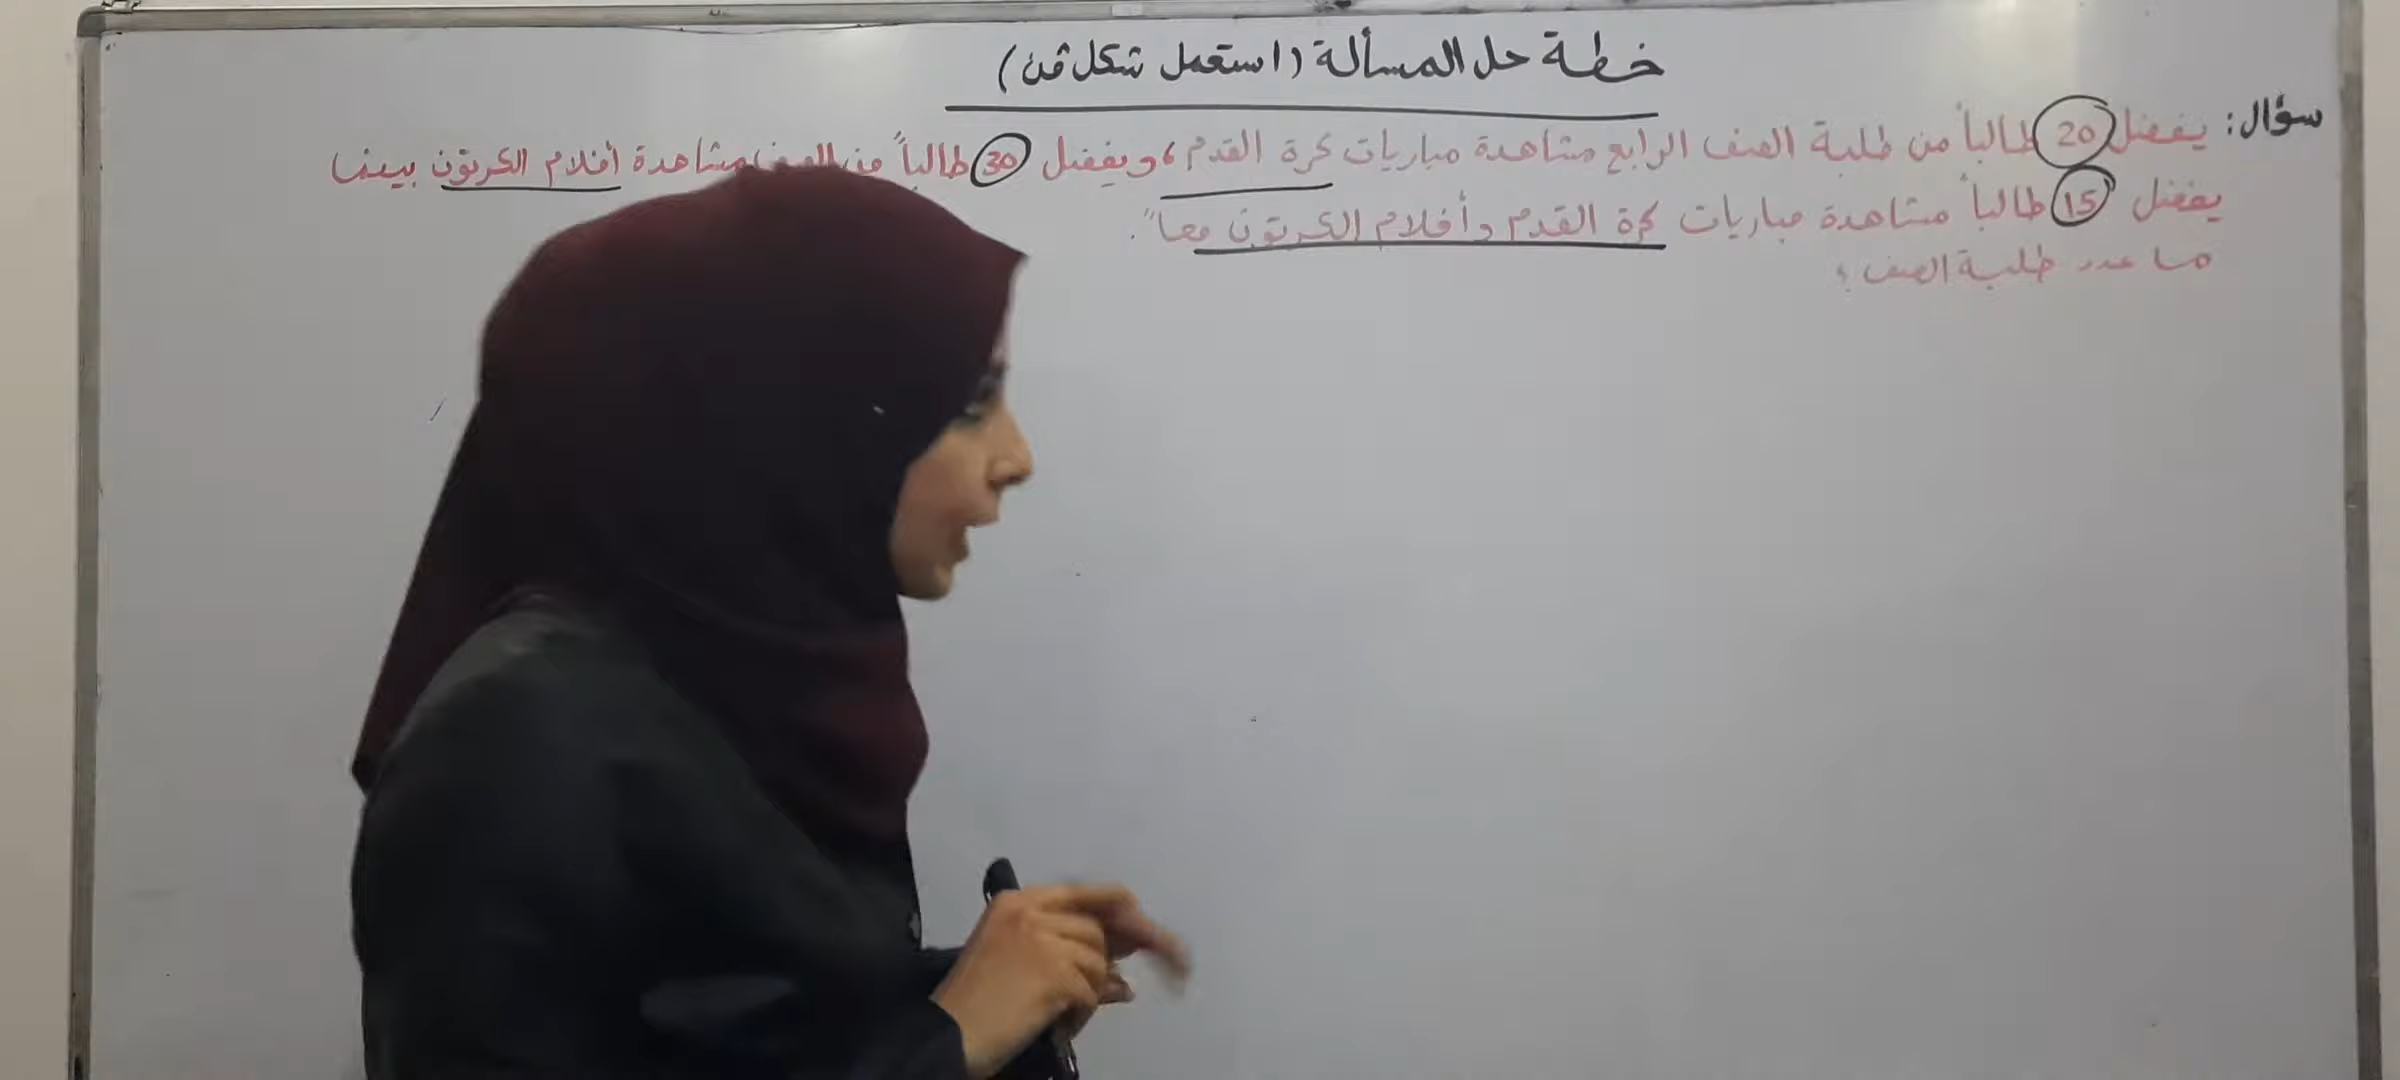 خطة حل المسألة (استعمل شكل ڤن)
سؤال: يفضل 20 طالباً من طلبة الصف الرابع مشاهدة مباريات كرة القدم، ويفضل 30 طالباً من الصف مشاهدة أفلام الكرتون بينما
يفضل 15 طالباً مشاهدة مباريات كرة القدم وأفلام الكرتون معاً".
ما عدد طلبة الصف؟